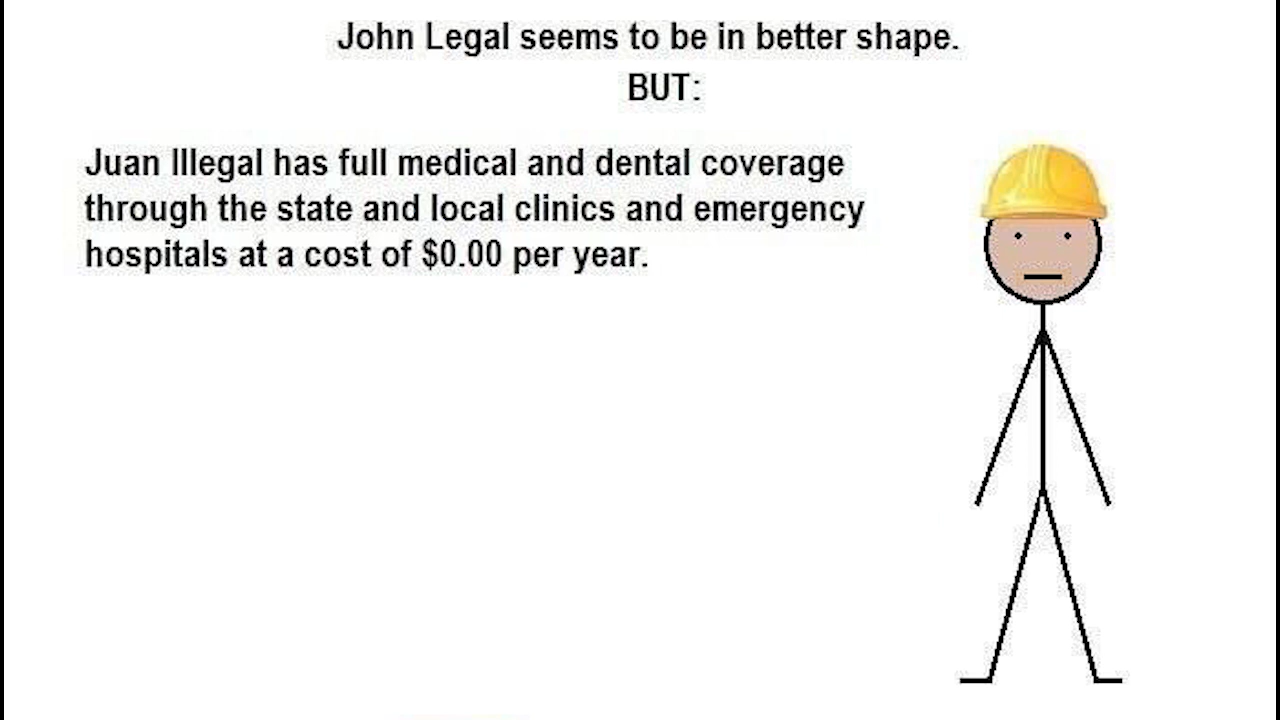 John Legal seems to be in better shape.
BUT:
Juan Illegal has full medical and dental coverage
through the state and local clinics and emergency
hospitals at a cost of $0.00 per year.